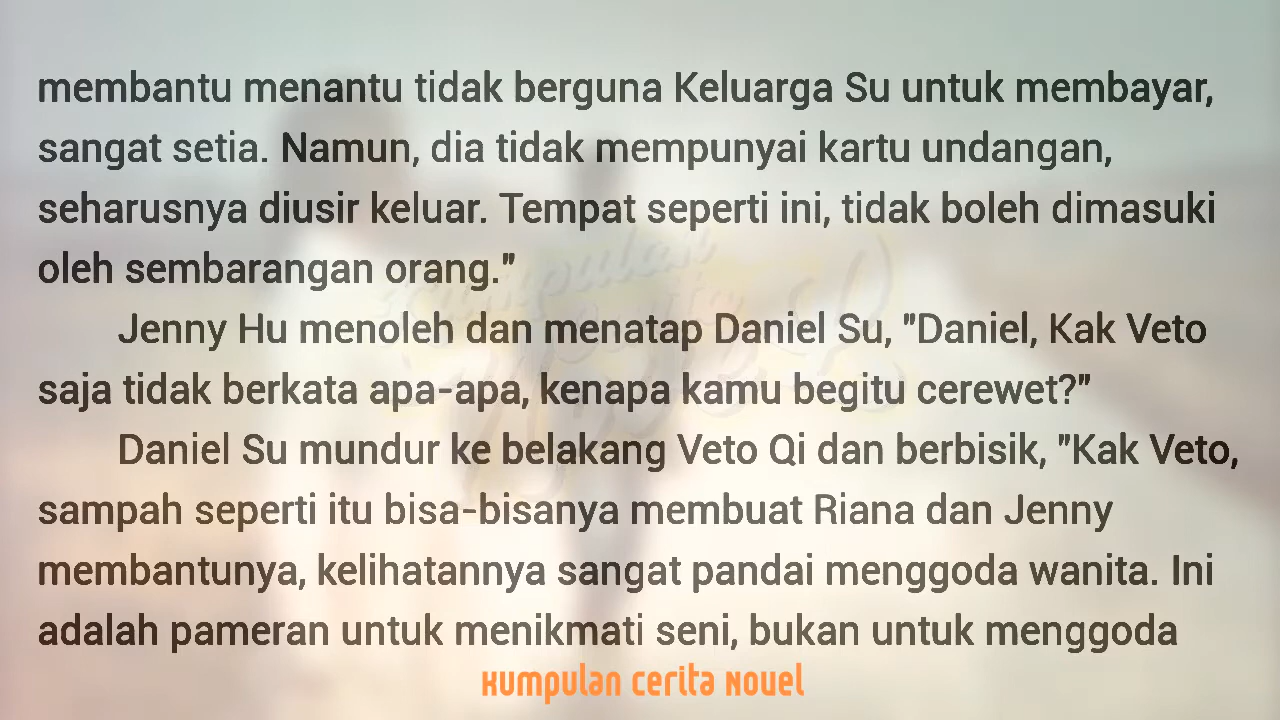 membantu menantu tidak berguna Keluarga Su untuk membayar,
sangat setia. Namun, dia tidak mempunyai kartu undangan,
seharusnya diusir keluar. Tempat seperti ini, tidak boleh dimasuki
oleh sembarangan orang."
Jenny Hu menoleh dan menatap Daniel Su, "Daniel, Kak Veto
saja tidak berkata apa-apa, kenapa kamu begitu cerewet?"
Daniel Su mundur ke belakang Veto Qi dan berbisik, "Kak Veto,
sampah seperti itu bisa-bisanya membuat Riana dan Jenny
membantunya, kelihatannya sangat pandai menggoda wanita. Ini
adalah pameran untuk menikmati seni, bukan untuk menggoda
Kumpulan Cerita Novel